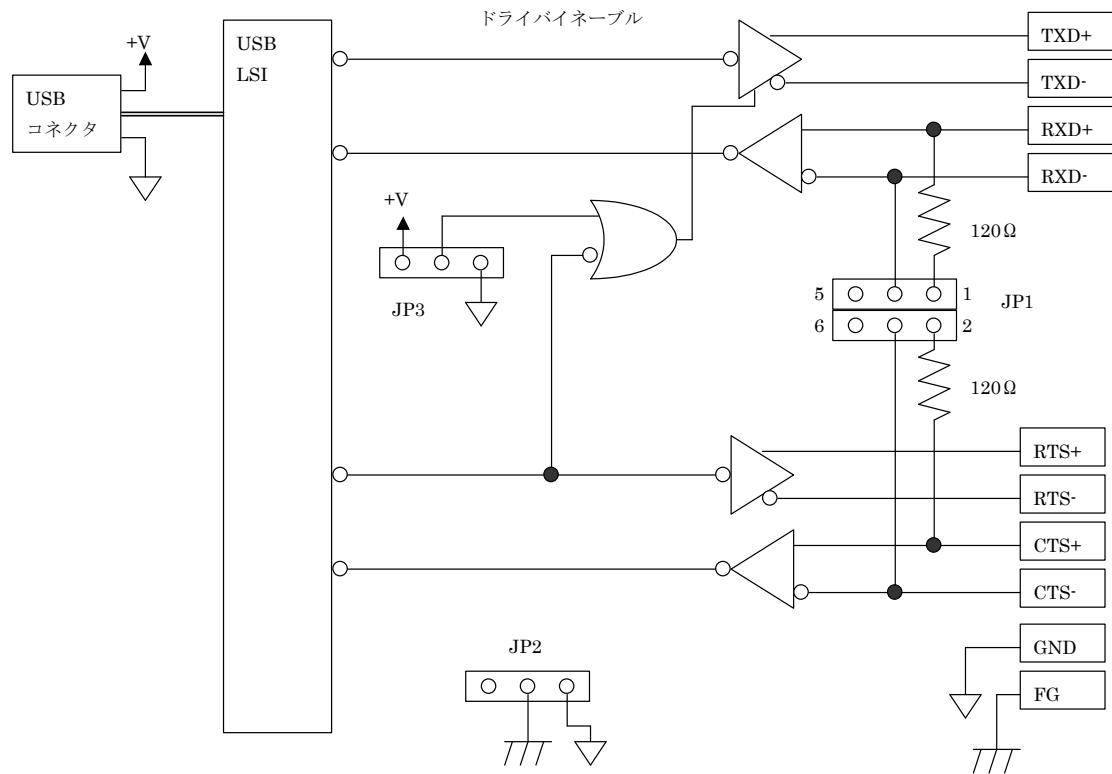 ドライバイネーブル
TXD+
+V
USB
LSI
TXD-
USB
コネクタ
RXD+
RXD-
+V
120Ω
JP3
5
1
JP1
6
2
120Ω
RTS+
RTS-
CTS+
CTS-
JP2
GND
FG